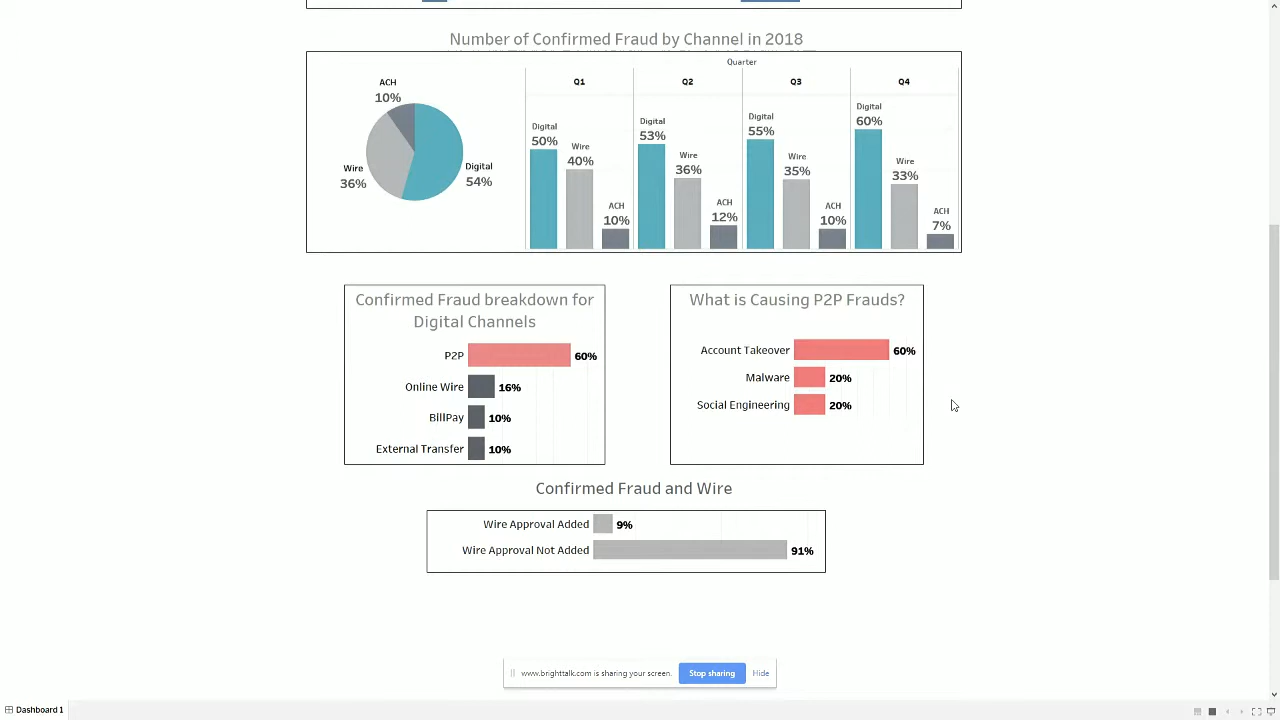 Number of Confirmed Fraud by Channel in 2018
Quarter
ACH
10%
Wire
36%
Digital
54%
Q1
Digital
50%
Wire
40%
ACH
10%
Q2
Digital
53%
Wire
36%
ACH
12%
Q3
Digital
55%
Wire
35%
ACH
10%
Q4
Digital
60%
Wire
33%
ACH
7%
Confirmed Fraud breakdown for
Digital Channels
P2P 60%
Online Wire 16%
BillPay 10%
External Transfer 10%
What is Causing P2P Frauds?
Account Takeover 60%
Malware 20%
Social Engineering 20%
Confirmed Fraud and Wire
Wire Approval Added 9%
Wire Approval Not Added 91%
www.brighttalk.com is sharing your screen. Stop sharing Hide
Dashboard 1